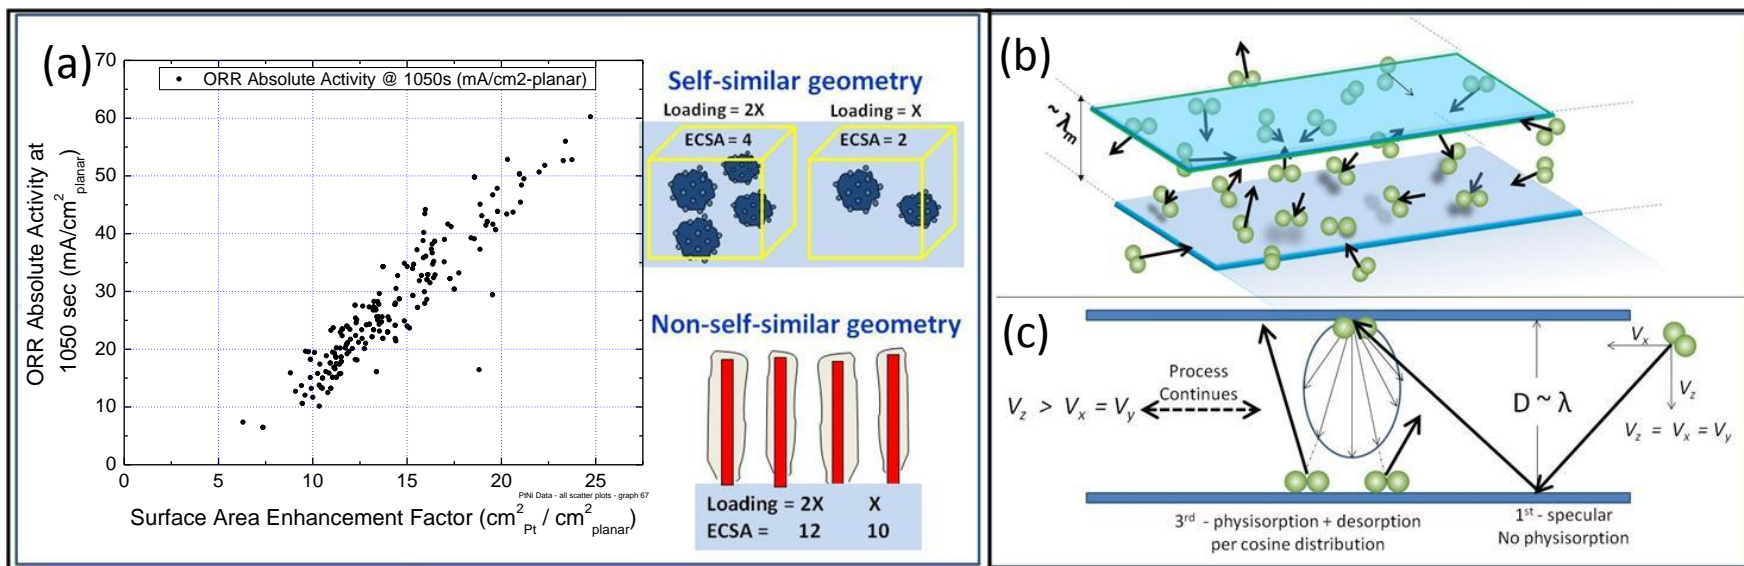 (a)
70
60
50
40
30
20
10
0
ORR Absolute Activity at
1050 sec (mA/cm²planar)
• ORR Absolute Activity @ 1050s (mA/cm2-planar)
0 5 10 15 20 25
PtNi Data - all scatter plots - graph 67
Surface Area Enhancement Factor (cm²Pt / cm²planar)
Self-similar geometry
Loading = 2X Loading = X
ECSA = 4 ECSA = 2
Non-self-similar geometry
Loading = 2X X
ECSA = 12 10
(b)
~ λm
(c)
Vx
Vz
Vz = Vx = Vy
D ~ λ
Process
Continues
Vz > Vx = Vy
3rd - physisorption + desorption
per cosine distribution
1st - specular
No physisorption